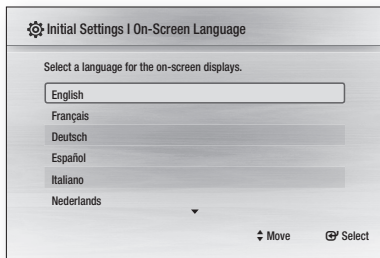 Initial Settings I On-Screen Language
Select a language for the on-screen displays.
English
Français
Deutsch
Español
Italiano
Nederlands
Move Select